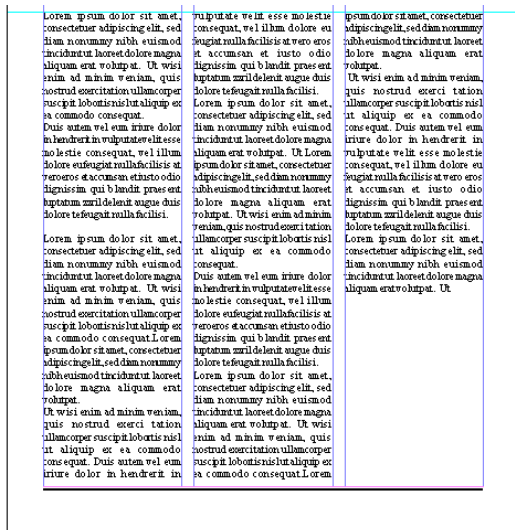 Lorem ipsum dolor sit amet,
consectetuer adipiscing elit, sed
diam nonummy nibh euismod
tincidunt ut laoreet dolore magna
aliquam erat volutpat. Ut wisi
enim ad minim veniam, quis
nostrud exercitation ullamcorper
suscipit lobortis nisl ut aliquip ex
ea commodo consequat.
Duis autem vel eum iriure dolor
in hendrerit in vulputate velit esse
molestie consequat, vel illum
dolore eu feugiat nulla facilisis at
vero eros et accumsan et iusto odio
dignissim qui blandit praesent
luptatum zzril delenit augue duis
dolore te feugait nulla facilisi.
Lorem ipsum dolor sit amet,
consectetuer adipiscing elit, sed
diam nonummy nibh euismod
tincidunt ut laoreet dolore magna
aliquam erat volutpat. Ut wisi
enim ad minim veniam, quis
nostrud exercitation ullamcorper
suscipit lobortis nisl ut aliquip ex
ea commodo consequat. Lorem
ipsum dolor sit amet, consectetuer
adipiscing elit, sed diam nonummy
nibh euismod tincidunt ut laoreet
dolore magna aliquam erat
volutpat.
Ut wisi enim ad minim veniam,
quis nostrud exerci tation
ullamcorper suscipit lobortis nisl
ut aliquip ex ea commodo
consequat. Duis autem vel eum
iriure dolor in hendrerit in
vulputate velit esse molestie
consequat, vel illum dolore eu
feugiat nulla facilisis at vero eros
et accumsan et iusto odio
dignissim qui blandit praesent
luptatum zzril delenit augue duis
dolore te feugait nulla facilisi.
Lorem ipsum dolor sit amet,
consectetuer adipiscing elit, sed
diam nonummy nibh euismod
tincidunt ut laoreet dolore magna
aliquam erat volutpat. Ut Lorem
ipsum dolor sit amet, consectetuer
adipiscing elit, sed diam nonummy
nibh euismod tincidunt ut laoreet
dolore magna aliquam erat
volutpat. Ut wisi enim ad minim
veniam, quis nostrud exerci tation
ullamcorper suscipit lobortis nisl
ut aliquip ex ea commodo
consequat.
Duis autem vel eum iriure dolor
in hendrerit in vulputate velit esse
molestie consequat, vel illum
dolore eu feugiat nulla facilisis at
vero eros et accumsan et iusto odio
dignissim qui blandit praesent
luptatum zzril delenit augue duis
dolore te feugait nulla facilisi.
Lorem ipsum dolor sit amet,
consectetuer adipiscing elit, sed
diam nonummy nibh euismod
tincidunt ut laoreet dolore magna
aliquam erat volutpat. Ut wisi
enim ad minim veniam, quis
nostrud exercitation ullamcorper
suscipit lobortis nisl ut aliquip ex
ea commodo consequat. Lorem
ipsum dolor sit amet, consectetuer
adipiscing elit, sed diam nonummy
nibh euismod tincidunt ut laoreet
dolore magna aliquam erat
volutpat.
Ut wisi enim ad minim veniam,
quis nostrud exerci tation
ullamcorper suscipit lobortis nisl
ut aliquip ex ea commodo
consequat. Duis autem vel eum
iriure dolor in hendrerit in
vulputate velit esse molestie
consequat, vel illum dolore eu
feugiat nulla facilisis at vero eros
et accumsan et iusto odio
dignissim qui blandit praesent
luptatum zzril delenit augue duis
dolore te feugait nulla facilisi.
Lorem ipsum dolor sit amet,
consectetuer adipiscing elit, sed
diam nonummy nibh euismod
tincidunt ut laoreet dolore magna
aliquam erat volutpat. Ut